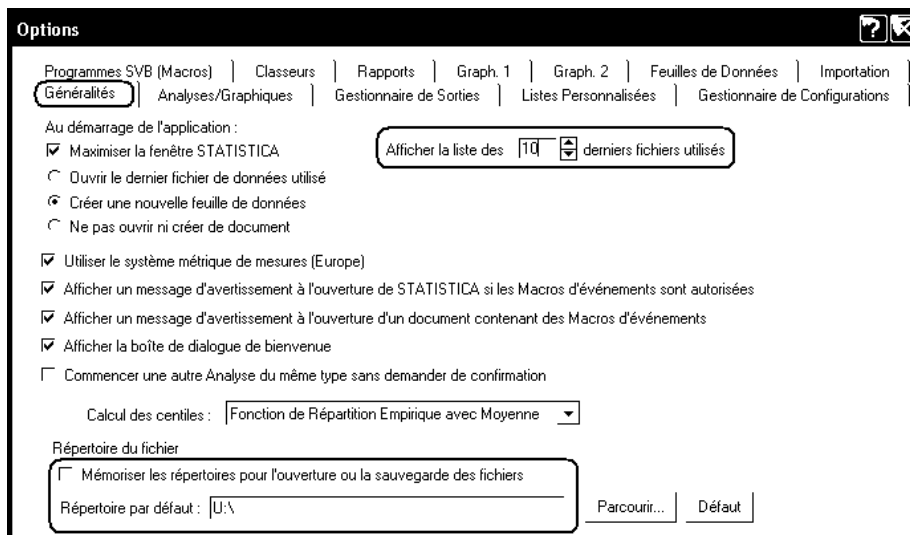 Options
Programmes SVB (Macros) Classeurs Rapports Graph. 1 Graph. 2 Feuilles de Données Importation
Généralités Analyses/Graphiques Gestionnaire de Sorties Listes Personnalisées Gestionnaire de Configurations
Au démarrage de l'application :
Maximiser la fenêtre STATISTICA Afficher la liste des 10 derniers fichiers utilisés
Ouvrir le dernier fichier de données utilisé
Créer une nouvelle feuille de données
Ne pas ouvrir ni créer de document
Utiliser le système métrique de mesures (Europe)
Afficher un message d'avertissement à l'ouverture de STATISTICA si les Macros d'événements sont autorisées
Afficher un message d'avertissement à l'ouverture d'un document contenant des Macros d'événements
Afficher la boîte de dialogue de bienvenue
Commencer une autre Analyse du même type sans demander de confirmation
Calcul des centiles : Fonction de Répartition Empirique avec Moyenne
Répertoire du fichier
Mémoriser les répertoires pour l'ouverture ou la sauvegarde des fichiers
Répertoire par défaut : U:\ Parcourir... Défaut